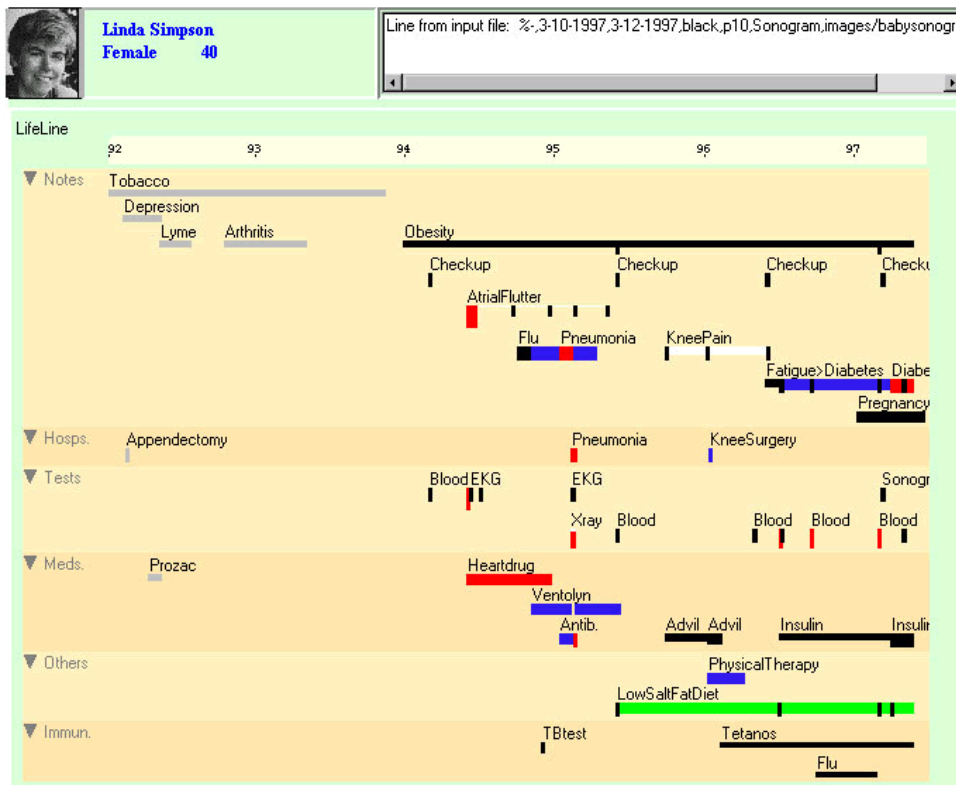 Linda Simpson
Female 40
Line from input file: %-,3-10-1997,3-12-1997,black,p10,Sonogram,images/babysonogr
LifeLine
92 93 94 95 96 97
Notes Tobacco
Depression
Lyme Arthritis Obesity
Checkup Checkup Checkup Checku
AtrialFlutter
Flu Pneumonia KneePain
Fatigue>Diabetes Diabe
Pregnancy
Hosps. Appendectomy Pneumonia KneeSurgery
Tests Blood EKG EKG Sonogr
Xray Blood Blood Blood Blood
Meds. Prozac Heartdrug
Ventolyn
Antib. Advil Advil Insulin Insulin
Others PhysicalTherapy
LowSaltFatDiet
Immun. TBtest Tetanos
Flu